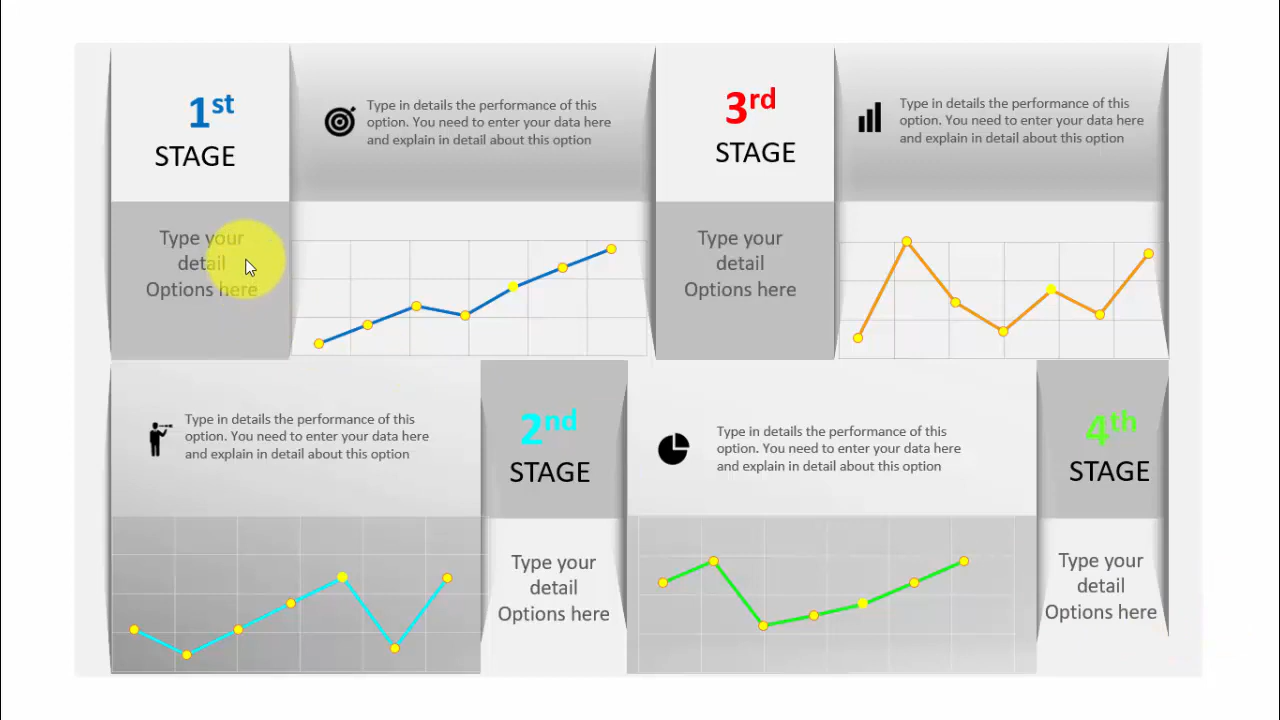 1st
STAGE
Type in details the performance of this
option. You need to enter your data here
and explain in detail about this option
Type your
detail
Options here
3rd
STAGE
Type in details the performance of this
option. You need to enter your data here
and explain in detail about this option
Type your
detail
Options here
Type in details the performance of this
option. You need to enter your data here
and explain in detail about this option
2nd
STAGE
Type your
detail
Options here
Type in details the performance of this
option. You need to enter your data here
and explain in detail about this option
4th
STAGE
Type your
detail
Options here